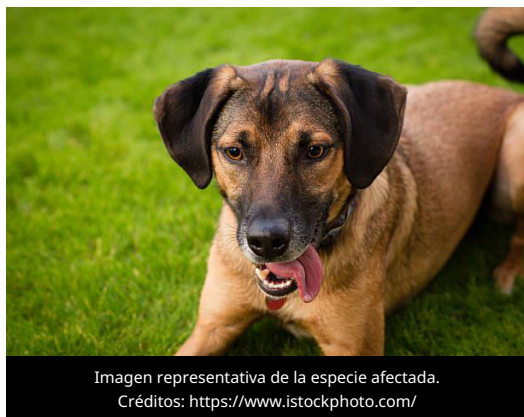 Imagen representativa de la especie afectada.
Créditos: https://www.istockphoto.com/